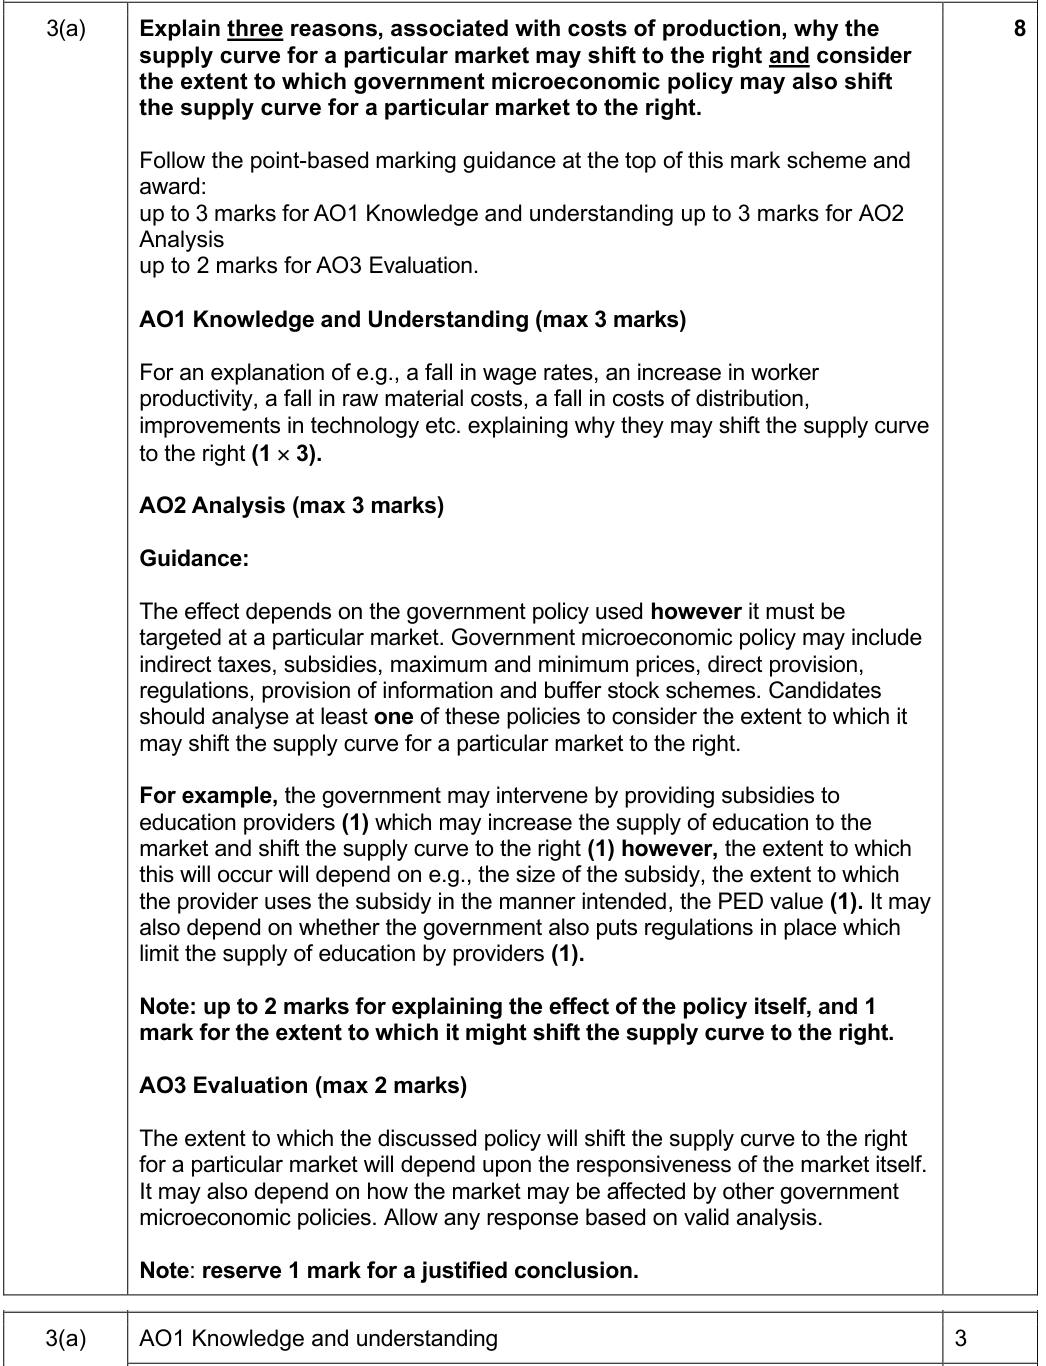 3(a)
Explain three reasons, associated with costs of production, why the
8
supply curve for a particular market may shift to the right and consider
the extent to which government microeconomic policy may also shift
the supply curve for a particular market to the right.
Follow the point-based marking guidance at the top of this mark scheme and
award:
up to 3 marks for AO1 Knowledge and understanding up to 3 marks for AO2
Analysis
up to 2 marks for AO3 Evaluation.
AO1 Knowledge and Understanding (max 3 marks)
For an explanation of e.g., a fall in wage rates, an increase in worker
productivity, a fall in raw material costs, a fall in costs of distribution,
improvements in technology etc. explaining why they may shift the supply curve
to the right (1 × 3).
AO2 Analysis (max 3 marks)
Guidance:
The effect depends on the government policy used however it must be
targeted at a particular market. Government microeconomic policy may include
indirect taxes, subsidies, maximum and minimum prices, direct provision,
regulations, provision of information and buffer stock schemes. Candidates
should analyse at least one of these policies to consider the extent to which it
may shift the supply curve for a particular market to the right.
For example, the government may intervene by providing subsidies to
education providers (1) which may increase the supply of education to the
market and shift the supply curve to the right (1) however, the extent to which
this will occur will depend on e.g., the size of the subsidy, the extent to which
the provider uses the subsidy in the manner intended, the PED value (1). It may
also depend on whether the government also puts regulations in place which
limit the supply of education by providers (1).
Note: up to 2 marks for explaining the effect of the policy itself, and 1
mark for the extent to which it might shift the supply curve to the right.
AO3 Evaluation (max 2 marks)
The extent to which the discussed policy will shift the supply curve to the right
for a particular market will depend upon the responsiveness of the market itself.
It may also depend on how the market may be affected by other government
microeconomic policies. Allow any response based on valid analysis.
Note: reserve 1 mark for a justified conclusion.
3(a)
AO1 Knowledge and understanding
3